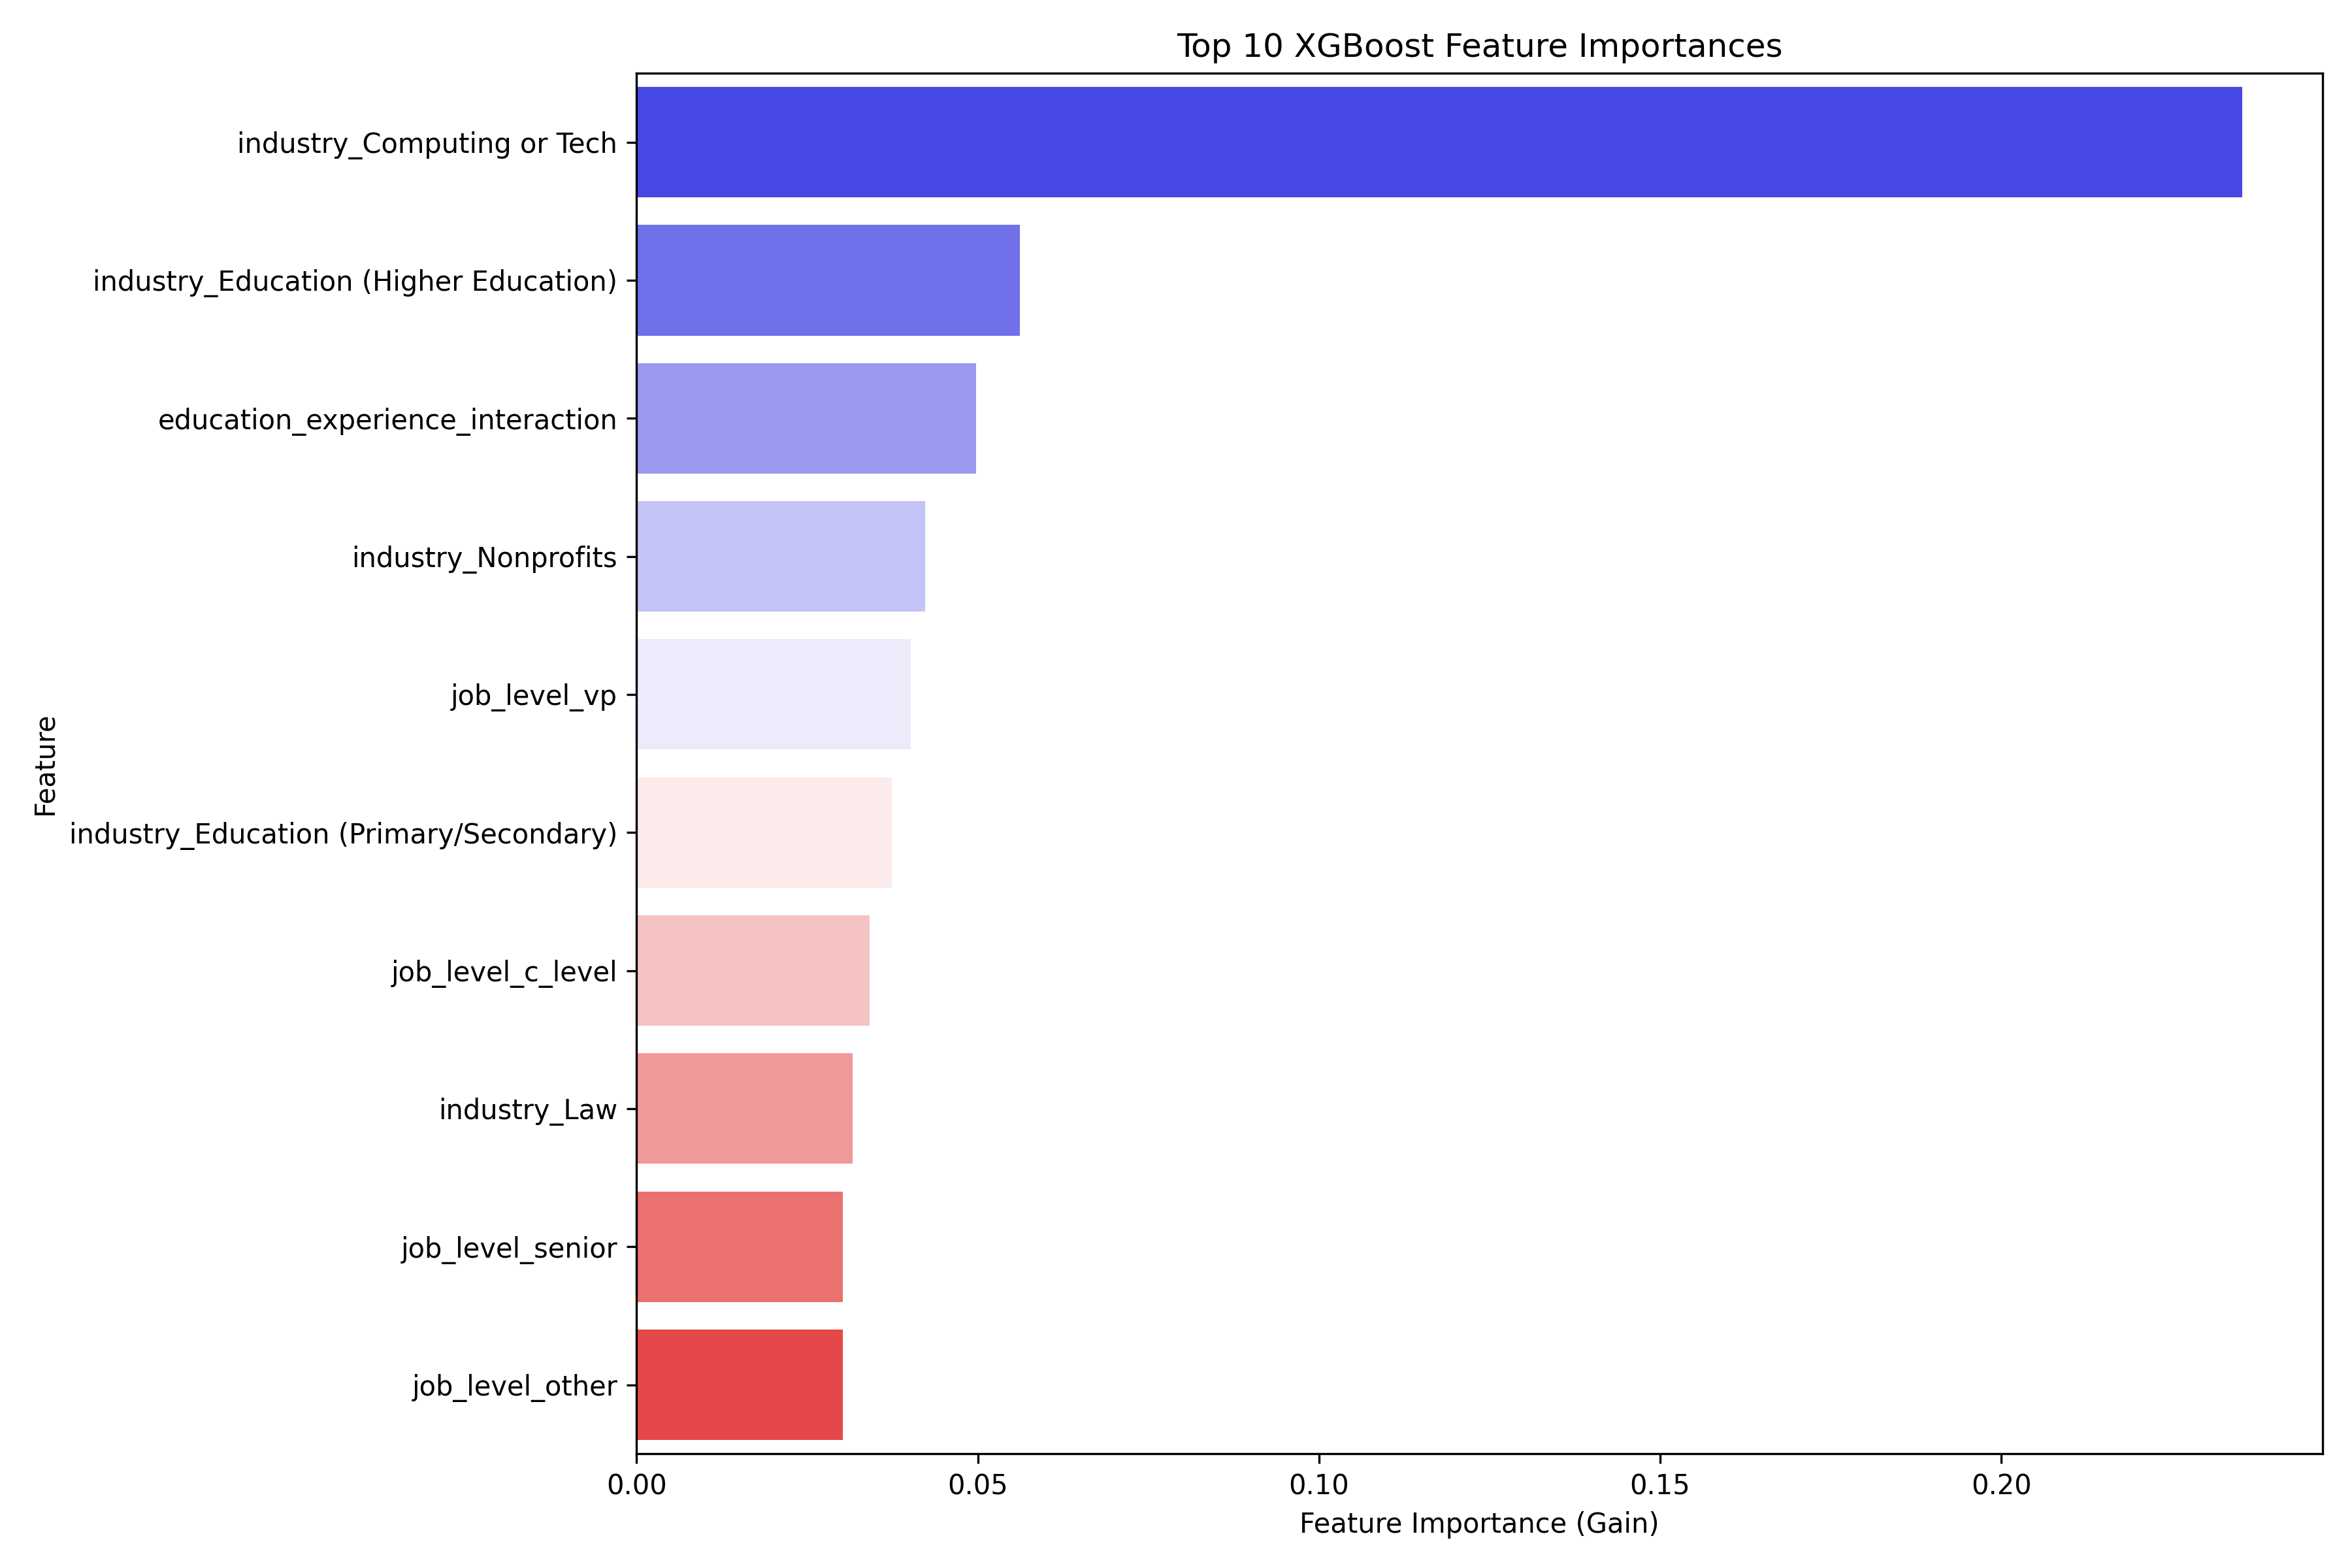 Top 10 XGBoost Feature Importances
industry_Computing or Tech
industry_Education (Higher Education)
education_experience_interaction
industry_Nonprofits
job_level_vp
industry_Education (Primary/Secondary)
job_level_c_level
industry_Law
job_level_senior
job_level_other
Feature
0.00 0.05 0.10 0.15 0.20
Feature Importance (Gain)